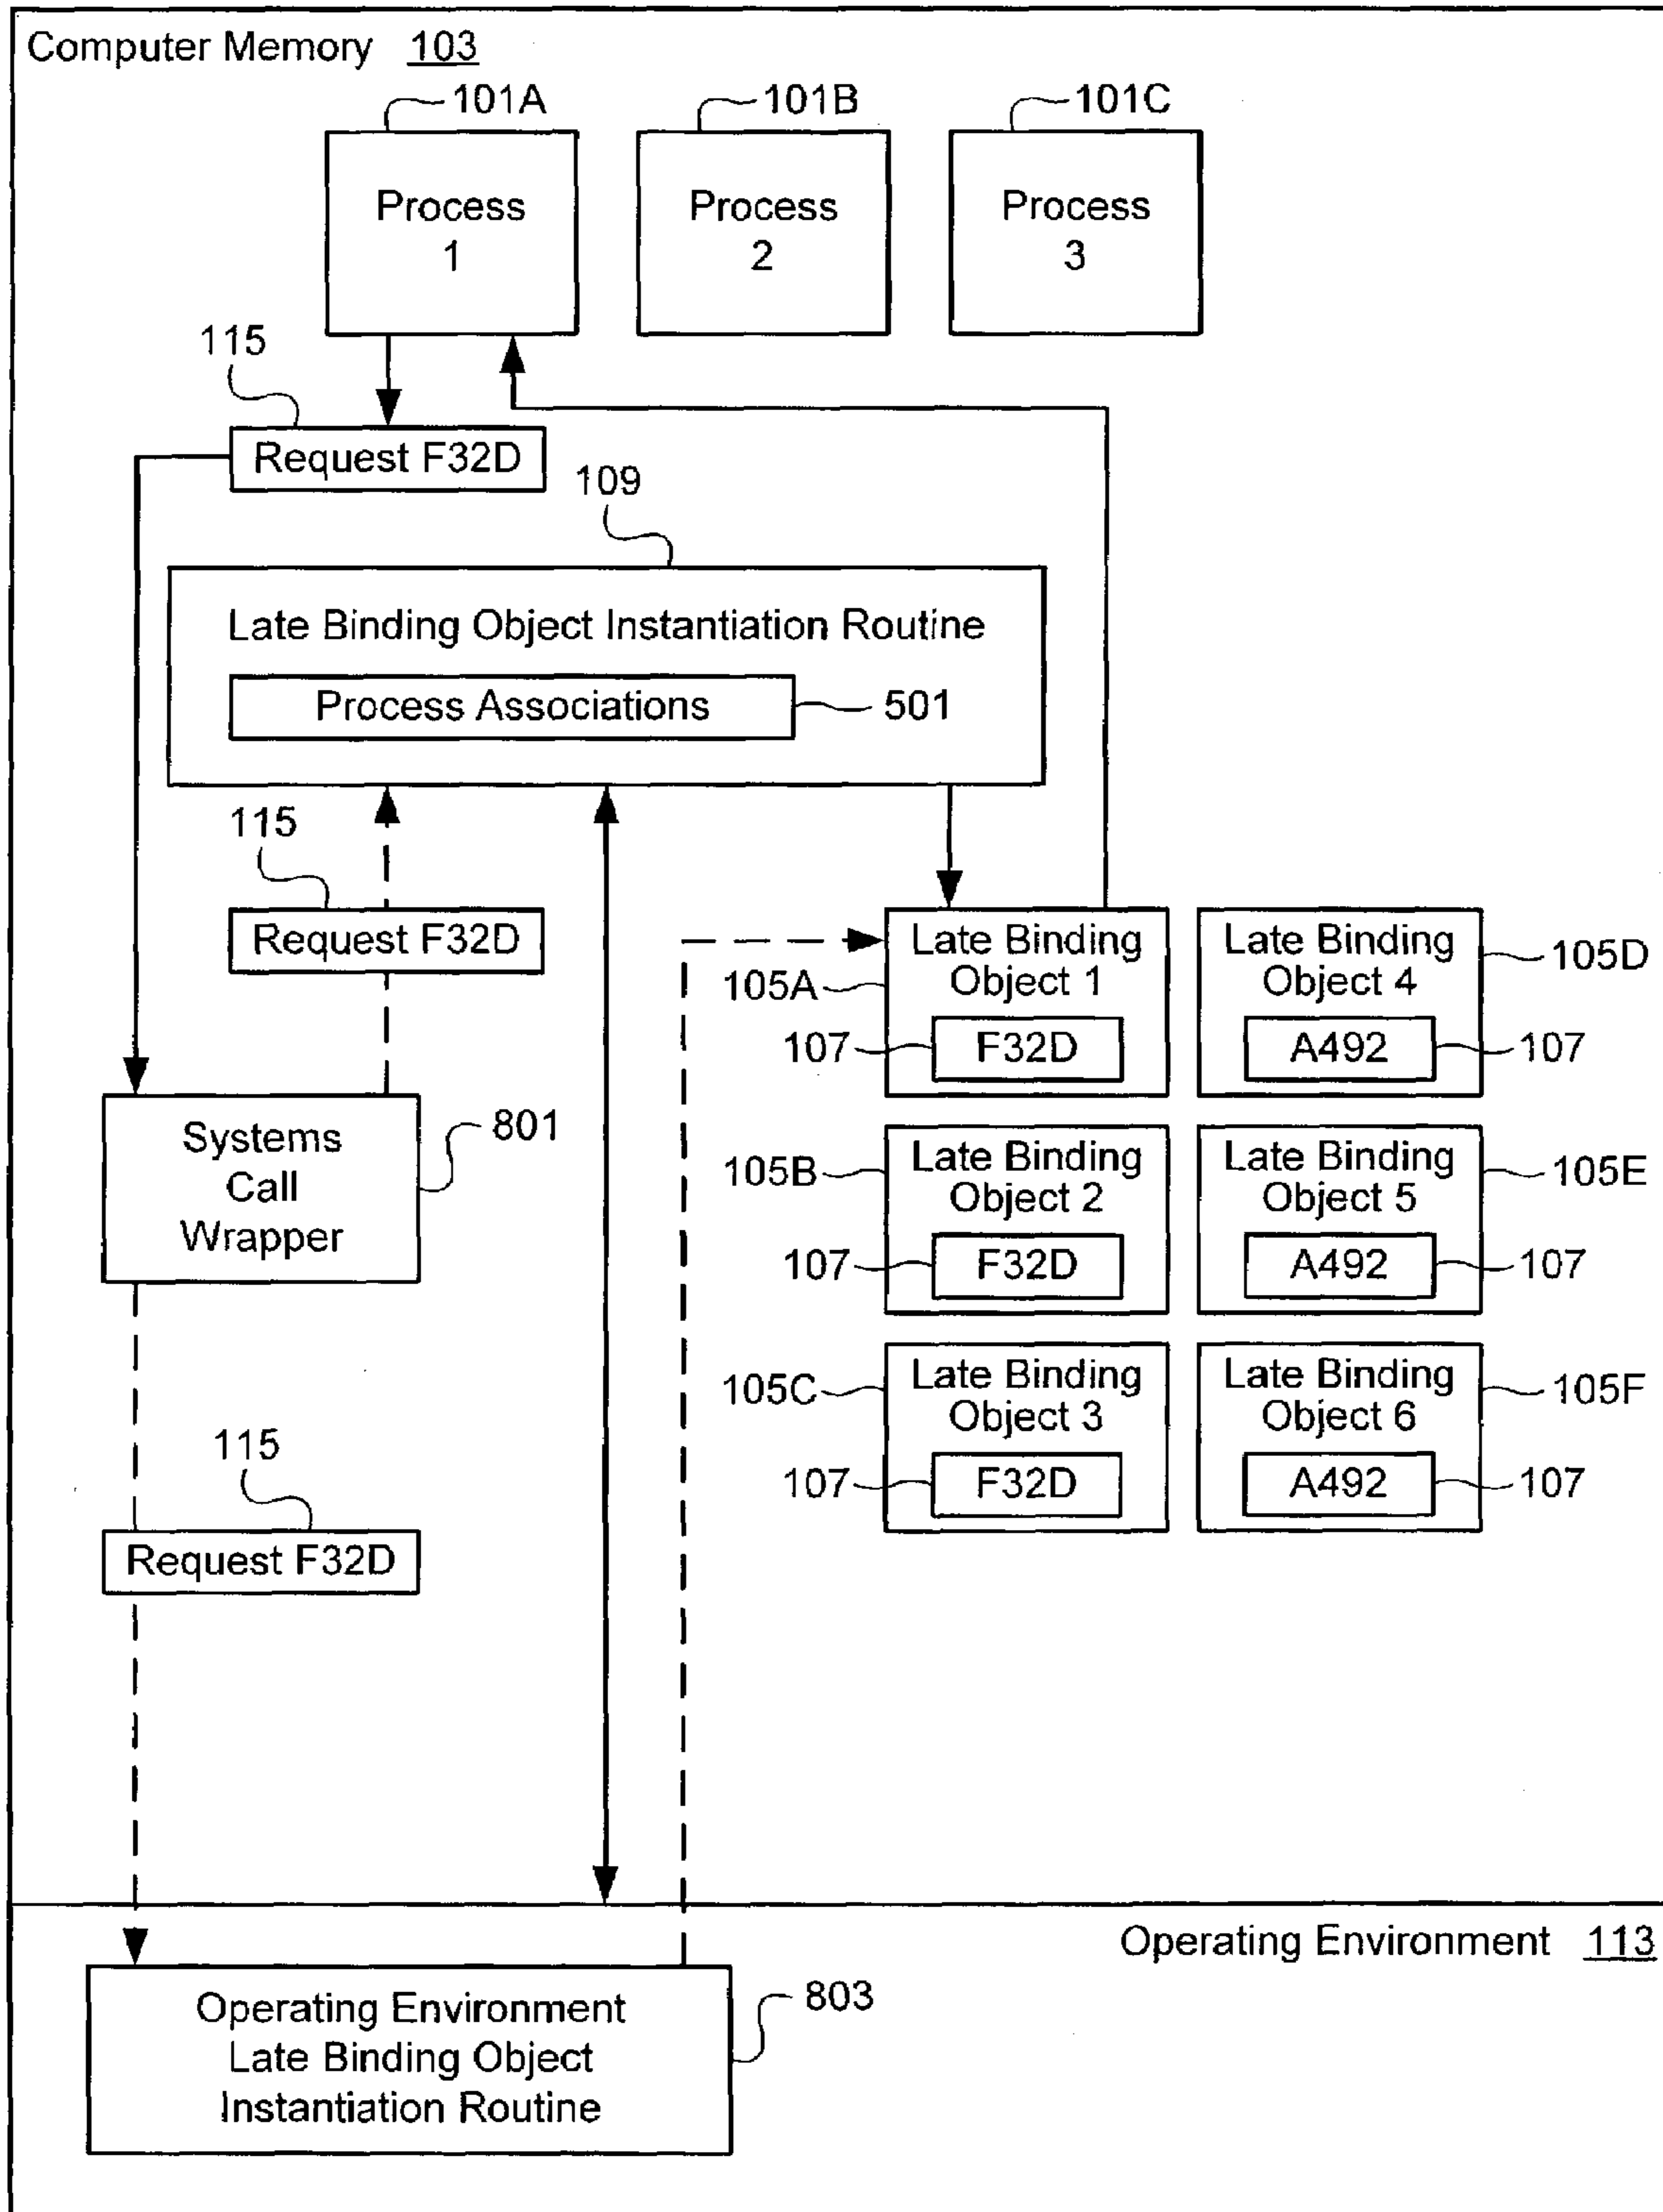 Computer Memory 103
101A
101B
101C
Process
1
Process
2
Process
3
115
Request F32D
109
Late Binding Object Instantiation Routine
Process Associations
501
115
Request F32D
Late Binding
Object 1
105A
107
F32D
Late Binding
Object 4
105D
A492
107
Systems
Call
Wrapper
801
Late Binding
Object 2
105B
107
F32D
Late Binding
Object 5
105E
A492
107
Late Binding
Object 3
105C
107
F32D
Late Binding
Object 6
105F
A492
107
115
Request F32D
Operating Environment 113
Operating Environment
Late Binding Object
Instantiation Routine
803